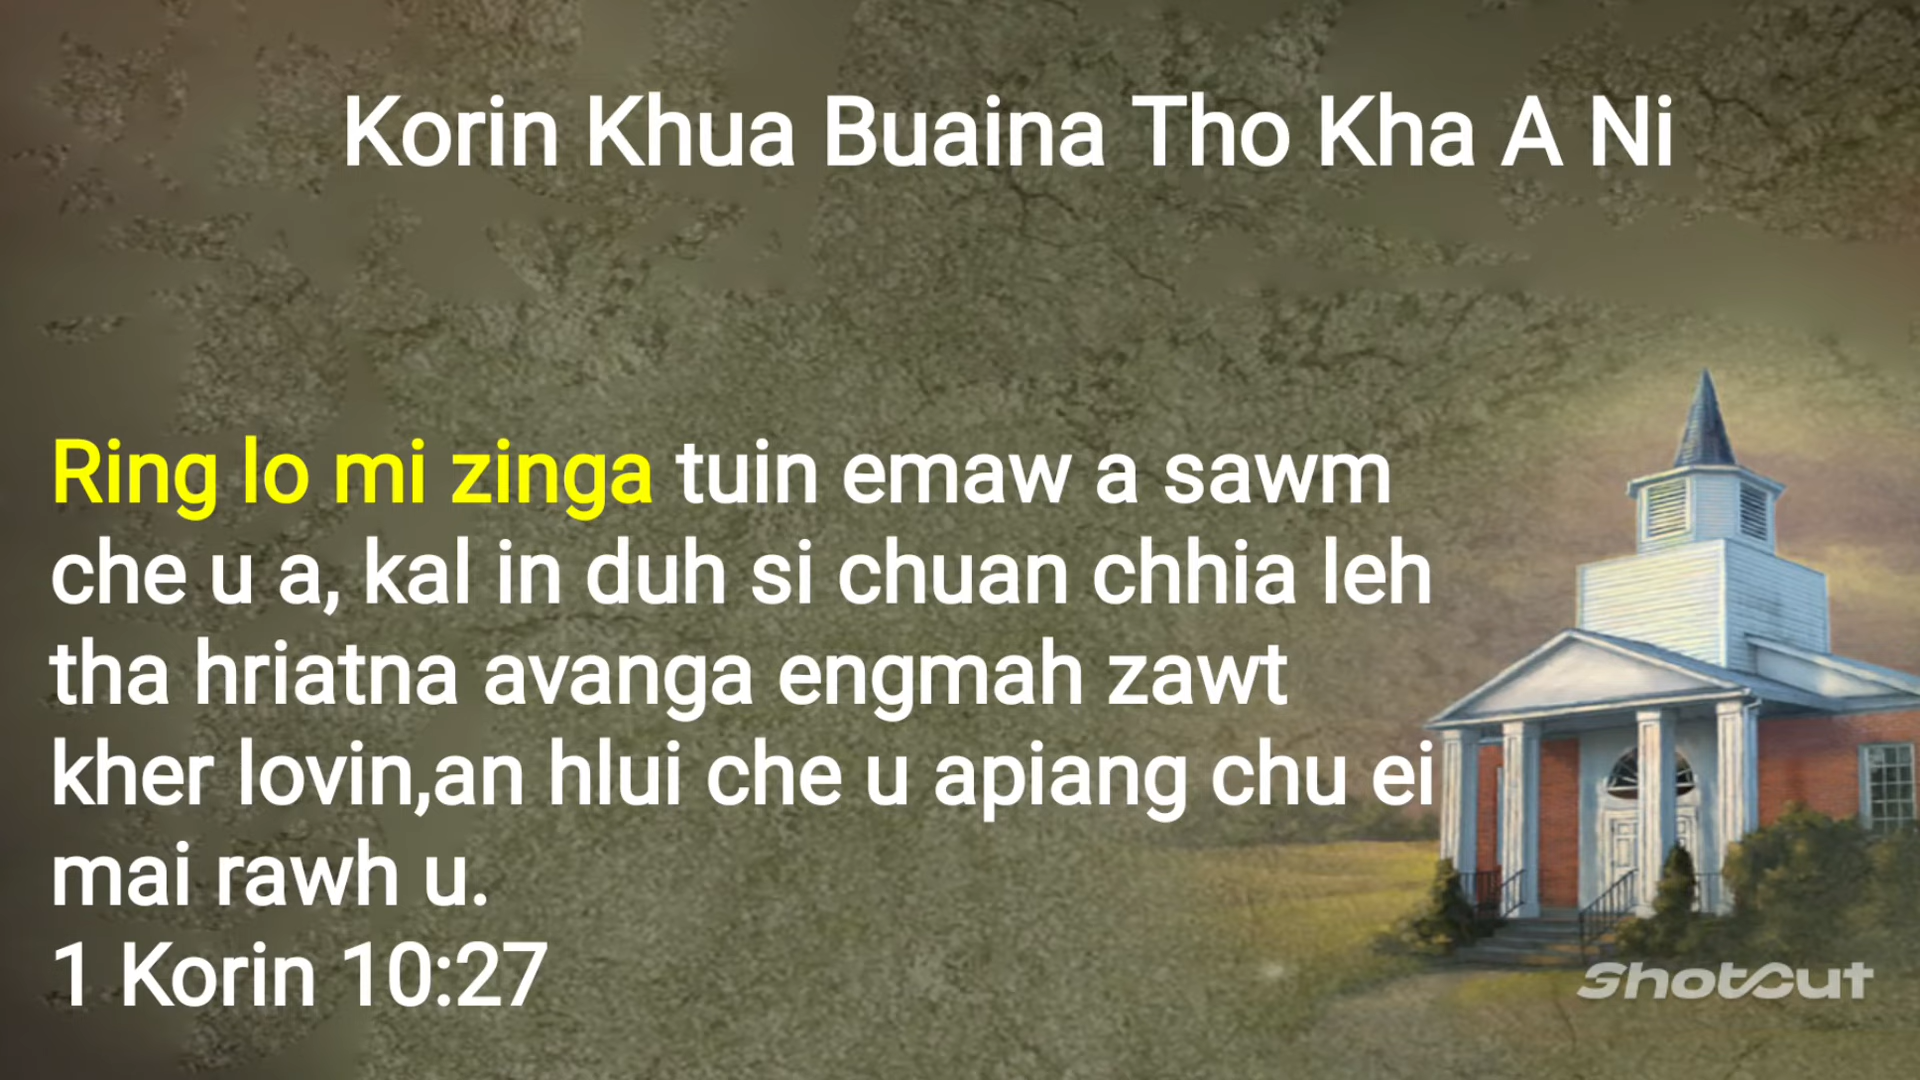 Korin Khua Buaina Tho Kha A Ni
Ring lo mi zinga tuin emaw a sawm
che u a, kal in duh si chuan chhia leh
tha hriatna avanga engmah zawt
kher lovin,an hlui che u apiang chu ei
mai rawh u.
1 Korin 10:27
ShotCut